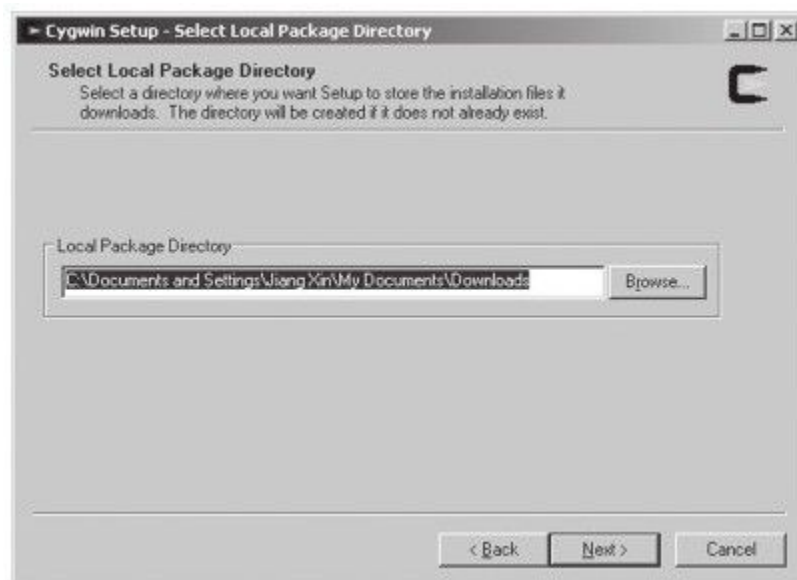 Cygwin Setup - Select Local Package Directory
Select Local Package Directory
Select a directory where you want Setup to store the installation files it
downloads. The directory will be created if it does not already exist.
Local Package Directory
C:\Documents and Settings\Jiang Xin\My Documents\Downloads
Browse...
< Back
Next >
Cancel